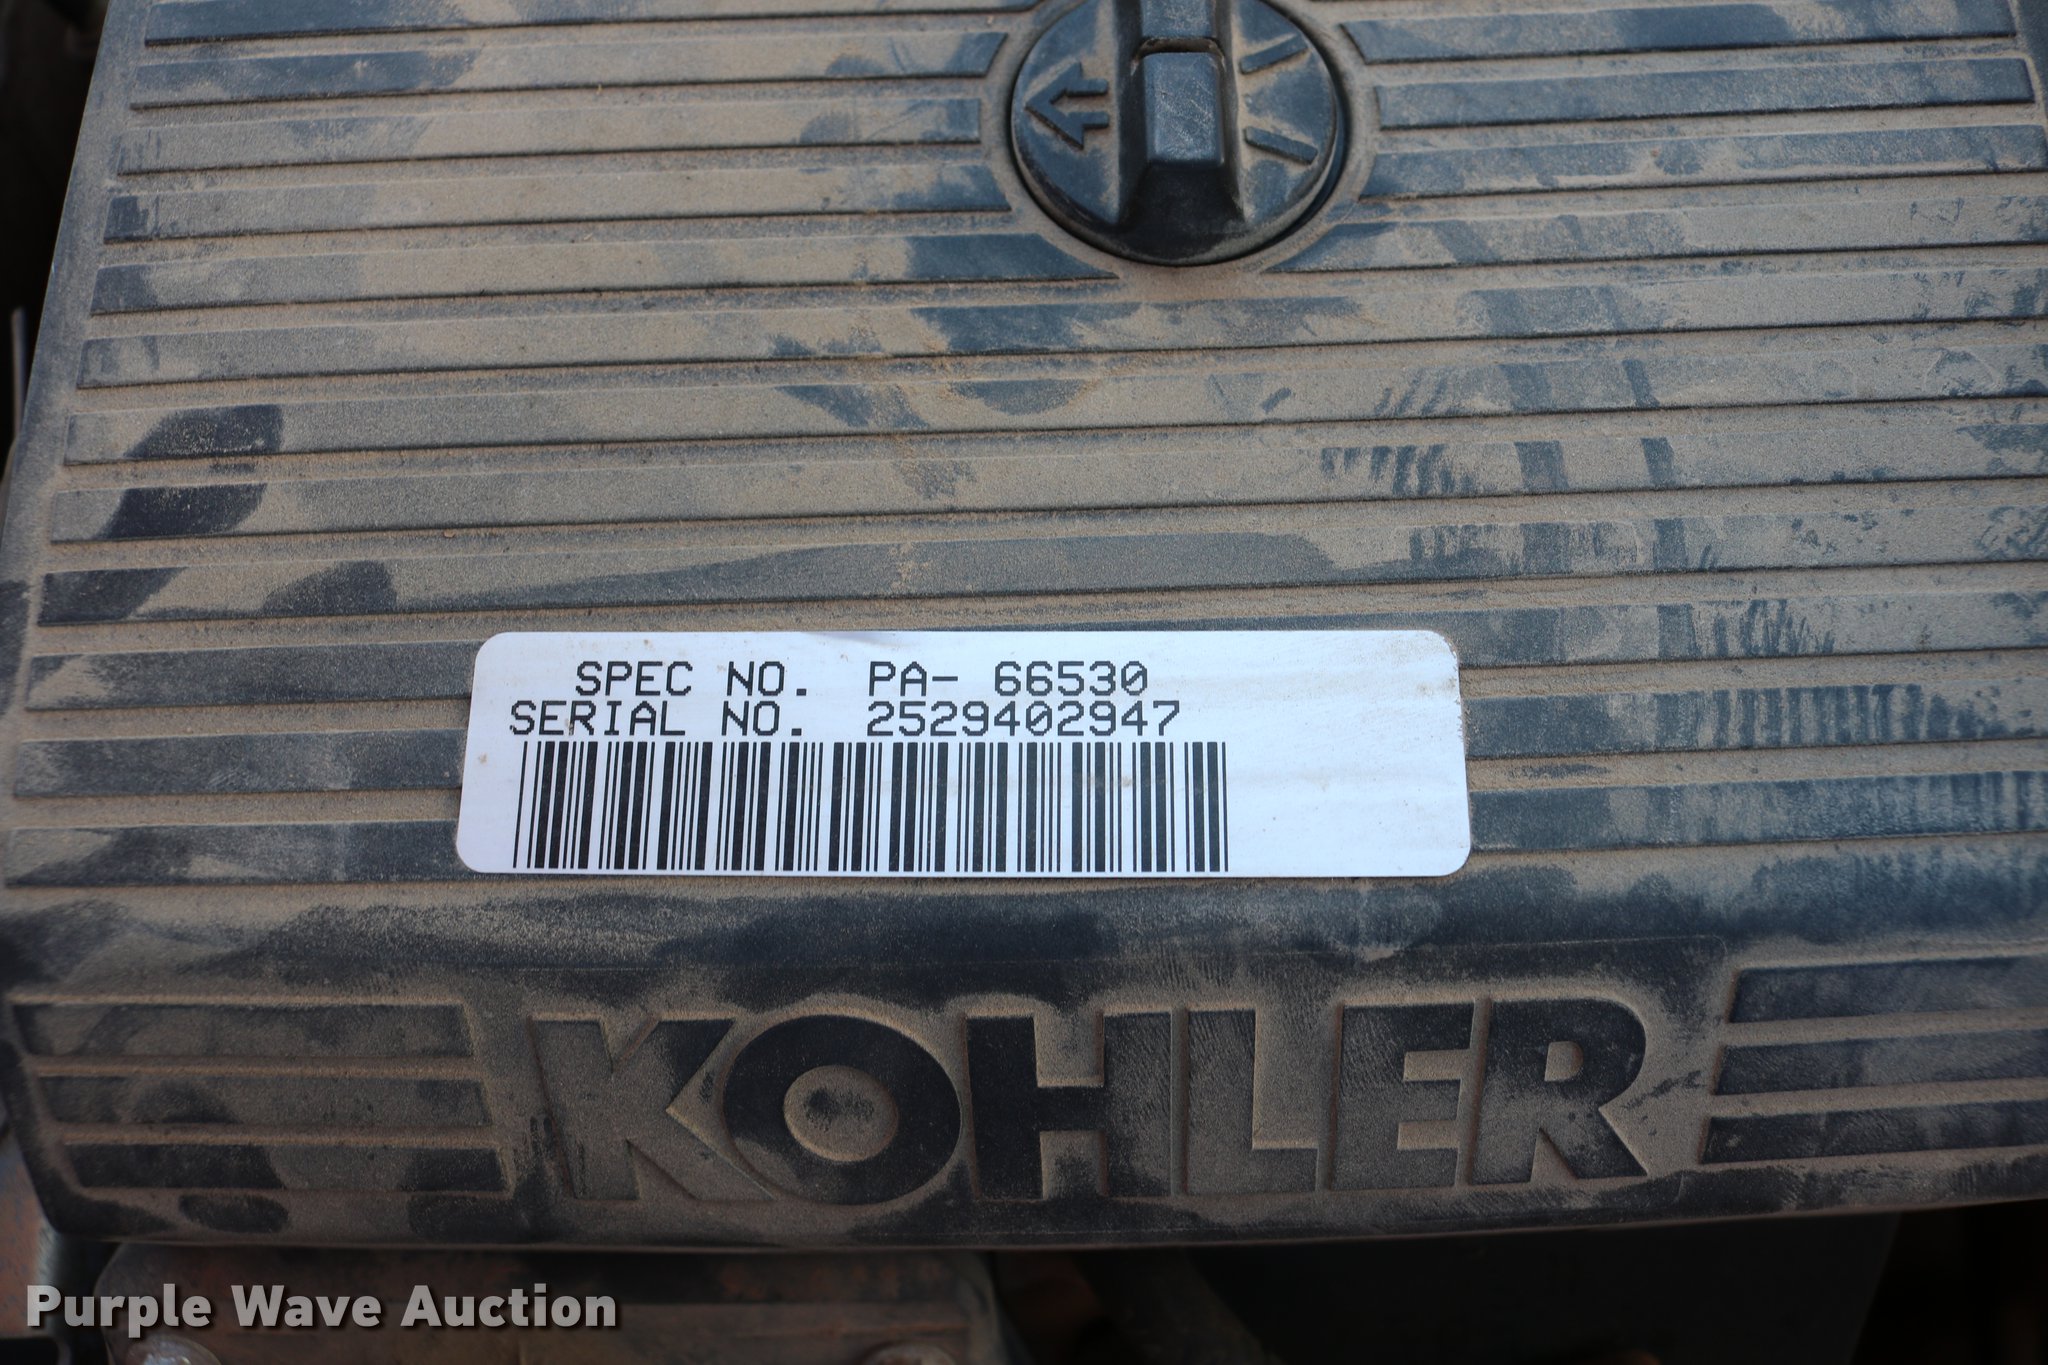 SPEC NO. PA- 66530
SERIAL NO. 2529402947
KOHLER
Purple Wave Auction